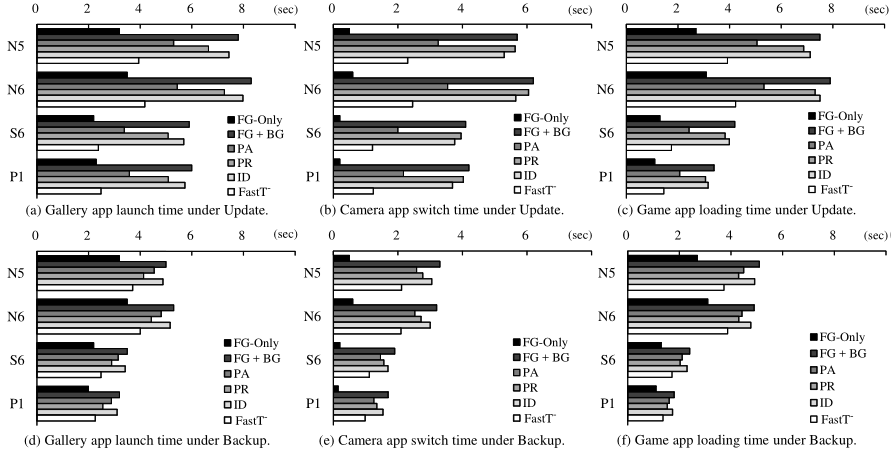 0 2 4 6 8 (sec)
N5
N6
S6
P1
FG-Only
FG + BG
PA
PR
ID
FastT-
(a) Gallery app launch time under Update.
0 2 4 6 (sec)
N5
N6
S6
P1
FG-Only
FG + BG
PA
PR
ID
FastT-
(b) Camera app switch time under Update.
0 2 4 6 8 (sec)
N5
N6
S6
P1
FG-Only
FG + BG
PA
PR
ID
FastT-
(c) Game app loading time under Update.
0 2 4 6 8 (sec)
N5
N6
S6
P1
FG-Only
FG + BG
PA
PR
ID
FastT-
(d) Gallery app launch time under Backup.
0 2 4 6 (sec)
N5
N6
S6
P1
FG-Only
FG + BG
PA
PR
ID
FastT-
(e) Camera app switch time under Backup.
0 2 4 6 8 (sec)
N5
N6
S6
P1
FG-Only
FG + BG
PA
PR
ID
FastT-
(f) Game app loading time under Backup.